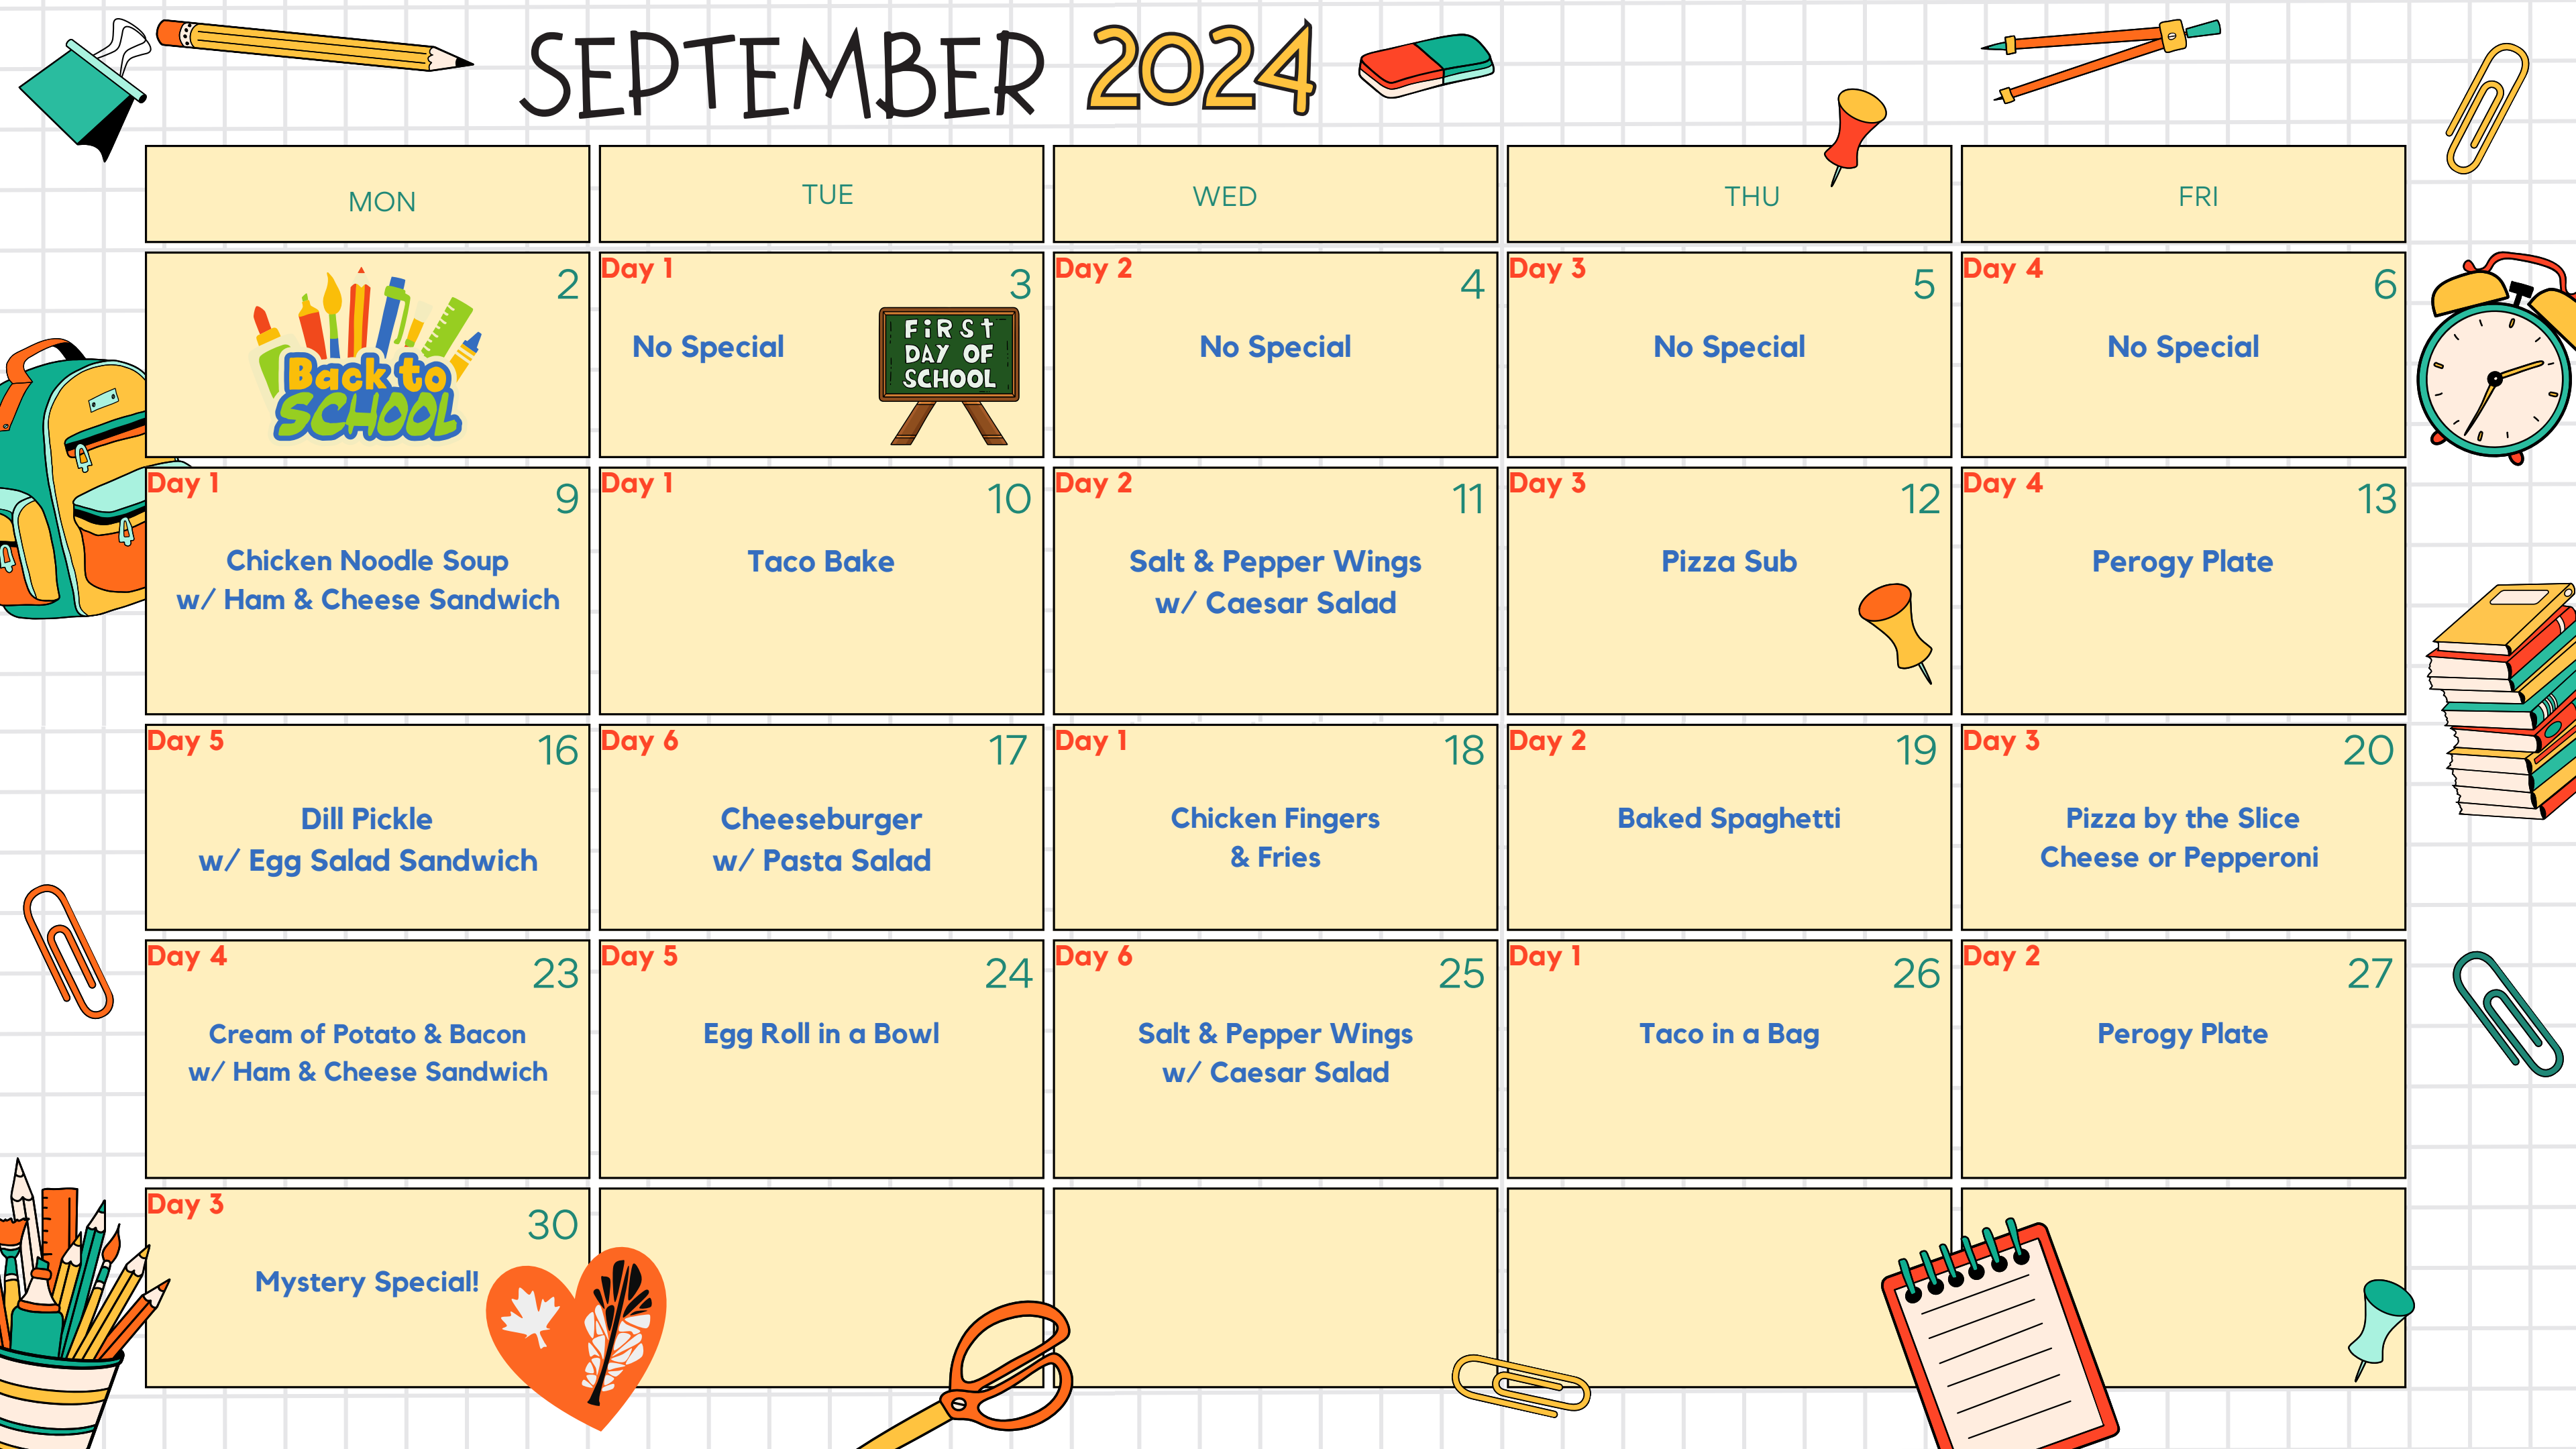 SEPTEMBER 2024
MON
TUE
WED
THU
FRI
2
Back to
SCHOOL
Day 1
3
No Special
FiRSt
DAY OF
SCHOOL
Day 2
4
No Special
Day 3
5
No Special
Day 4
6
No Special
Day 1
9
Chicken Noodle Soup
w/ Ham & Cheese Sandwich
Day 1
10
Taco Bake
Day 2
11
Salt & Pepper Wings
w/ Caesar Salad
Day 3
12
Pizza Sub
Day 4
13
Perogy Plate
Day 5
16
Dill Pickle
w/ Egg Salad Sandwich
Day 6
17
Cheeseburger
w/ Pasta Salad
Day 1
18
Chicken Fingers
& Fries
Day 2
19
Baked Spaghetti
Day 3
20
Pizza by the Slice
Cheese or Pepperoni
Day 4
23
Cream of Potato & Bacon
w/ Ham & Cheese Sandwich
Day 5
24
Egg Roll in a Bowl
Day 6
25
Salt & Pepper Wings
w/ Caesar Salad
Day 1
26
Taco in a Bag
Day 2
27
Perogy Plate
Day 3
30
Mystery Special!